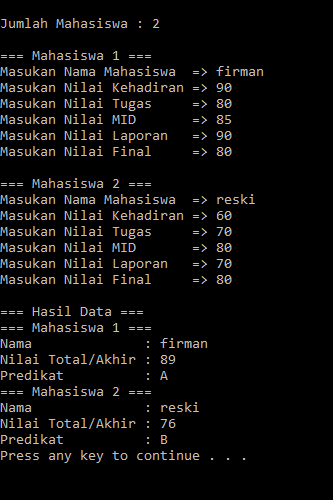 Jumlah Mahasiswa : 2
=== Mahasiswa 1 ===
Masukan Nama Mahasiswa  => firman
Masukan Nilai Kehadiran => 90
Masukan Nilai Tugas     => 80
Masukan Nilai MID       => 85
Masukan Nilai Laporan   => 90
Masukan Nilai Final     => 80
=== Mahasiswa 2 ===
Masukan Nama Mahasiswa  => reski
Masukan Nilai Kehadiran => 60
Masukan Nilai Tugas     => 70
Masukan Nilai MID       => 80
Masukan Nilai Laporan   => 70
Masukan Nilai Final     => 80
=== Hasil Data ===
=== Mahasiswa 1 ===
Nama              : firman
Nilai Total/Akhir : 89
Predikat          : A
=== Mahasiswa 2 ===
Nama              : reski
Nilai Total/Akhir : 76
Predikat          : B
Press any key to continue . . .